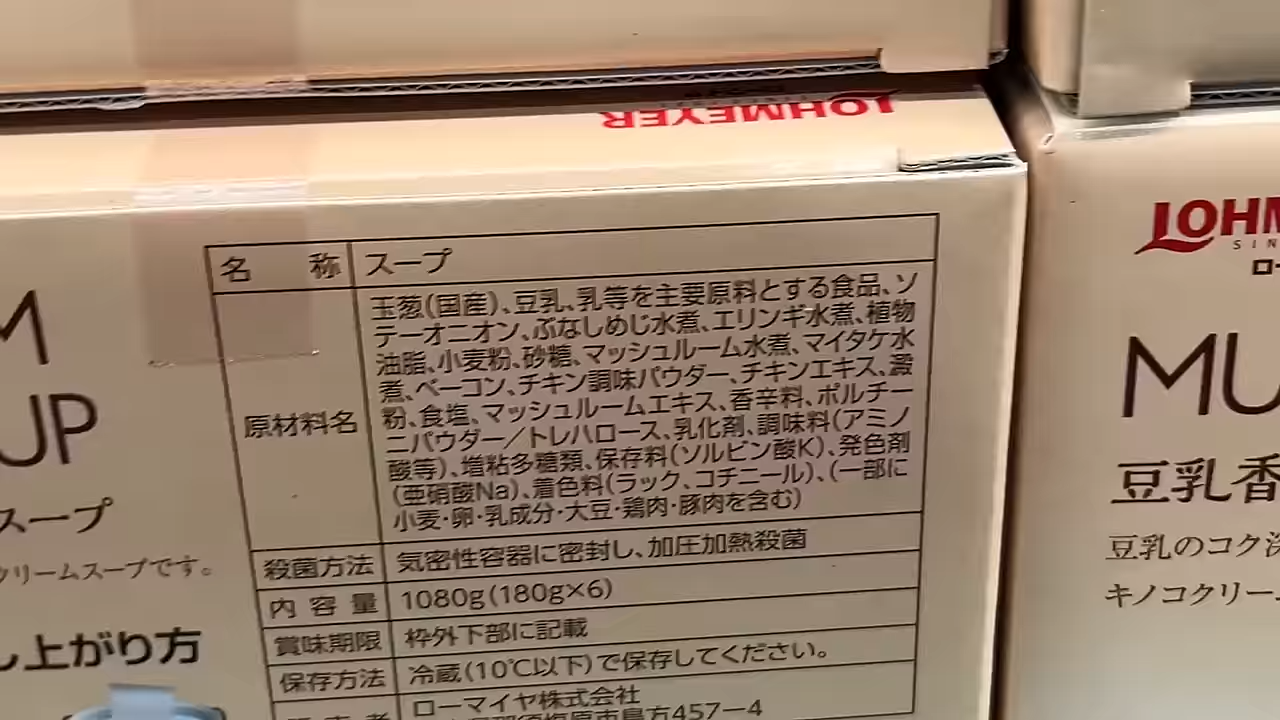 LOHMEYER
名 称 スープ
原材料名
玉葱(国産)、豆乳、乳等を主要原料とする食品、ソ
テーオニオン、ぶなしめじ水煮、エリンギ水煮、植物
油脂、小麦粉、砂糖、マッシュルーム水煮、マイタケ水
煮、ベーコン、チキン調味パウダー、チキンエキス、澱
粉、食塩、マッシュルームエキス、香辛料、ポルチー
ニパウダー/トレハロース、乳化剤、調味料(アミノ
酸等)、増粘多糖類、保存料(ソルビン酸K)、発色剤
(亜硝酸Na)、着色料(ラック、コチニール)、(一部に
小麦・卵・乳成分・大豆・鶏肉・豚肉を含む)
殺菌方法 気密性容器に密封し、加圧加熱殺菌
内容量 1080g(180g×6)
賞味期限 枠外下部に記載
保存方法 冷蔵(10℃以下)で保存してください。
ローマイヤ株式会社
那須塩原市島方457-4
M
UP
スープ
クリームスープです。
し上がり方
LOHM
SIN
ロー
MU
豆乳香
豆乳のコク
キノコクリー